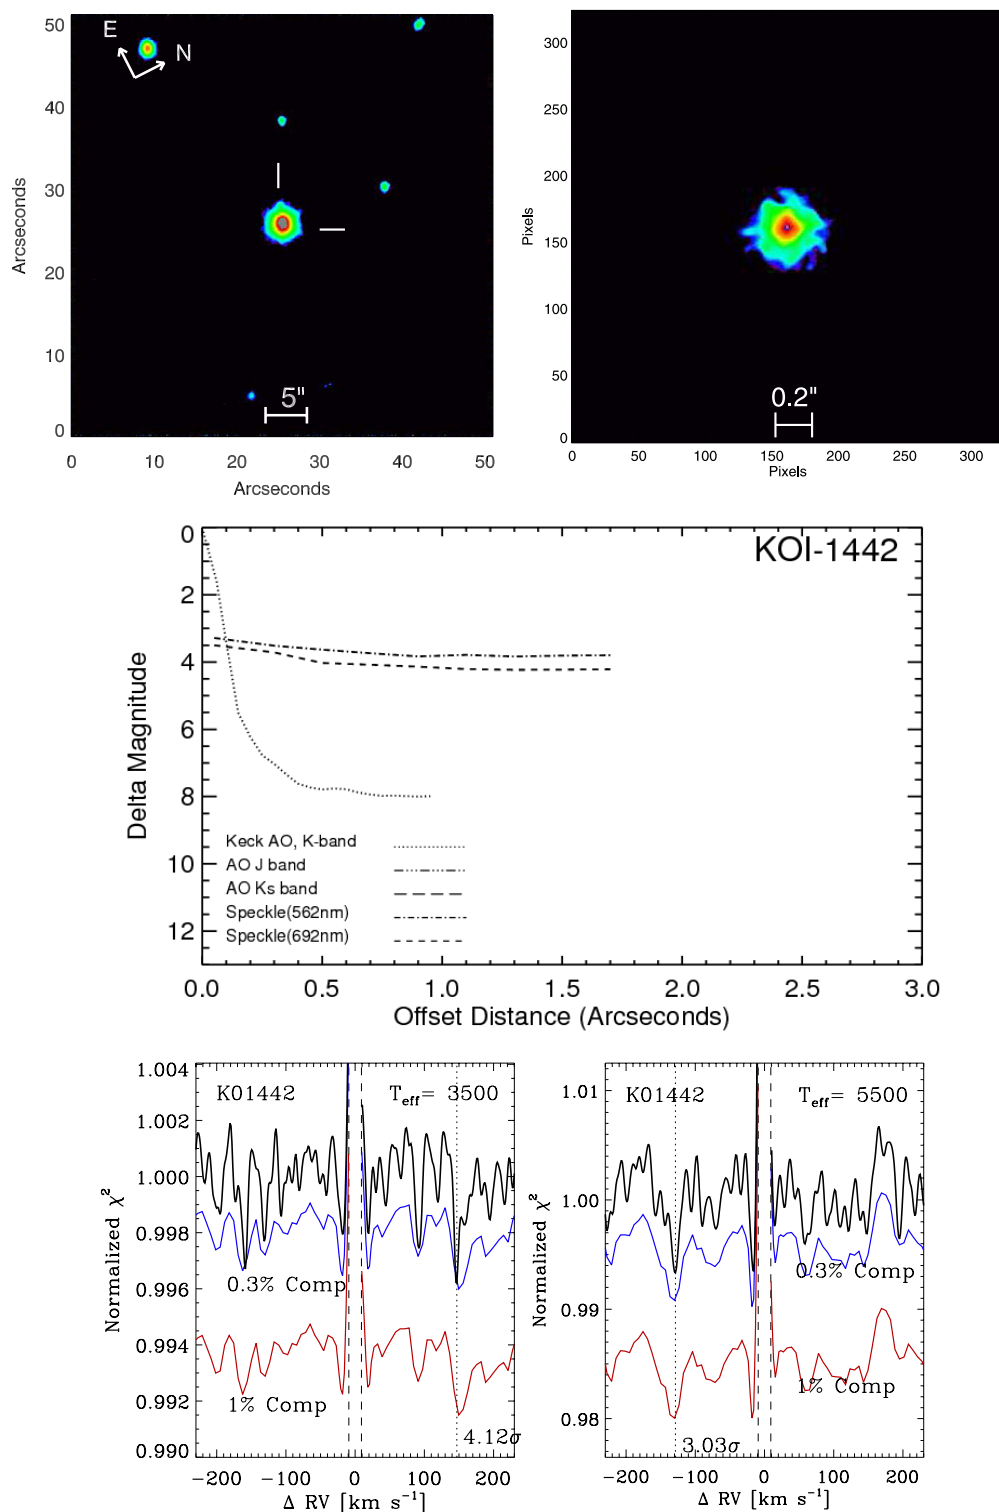 50
40
30
20
10
0
Arcseconds
E
N
5"
0
10
20
30
40
50
Arcseconds
300
250
200
150
100
50
0
Pixels
0.2"
0
50
100
150
200
250
300
Pixels
KOI-1442
0
2
4
6
8
10
12
Delta Magnitude
Keck AO, K-band
AO J band
AO Ks band
Speckle(562nm)
Speckle(692nm)
0.0
0.5
1.0
1.5
2.0
2.5
3.0
Offset Distance (Arcseconds)
1.004
1.002
1.000
0.998
0.996
0.994
0.992
0.990
Normalized χ²
K01442
T_eff= 3500
0.3% Comp
1% Comp
4.12σ
-200
-100
0
100
200
Δ RV [km s⁻¹]
1.01
1.00
0.99
0.98
Normalized χ²
K01442
T_eff= 5500
0.3% Comp
1% Comp
3.03σ
-200
-100
0
100
200
Δ RV [km s⁻¹]